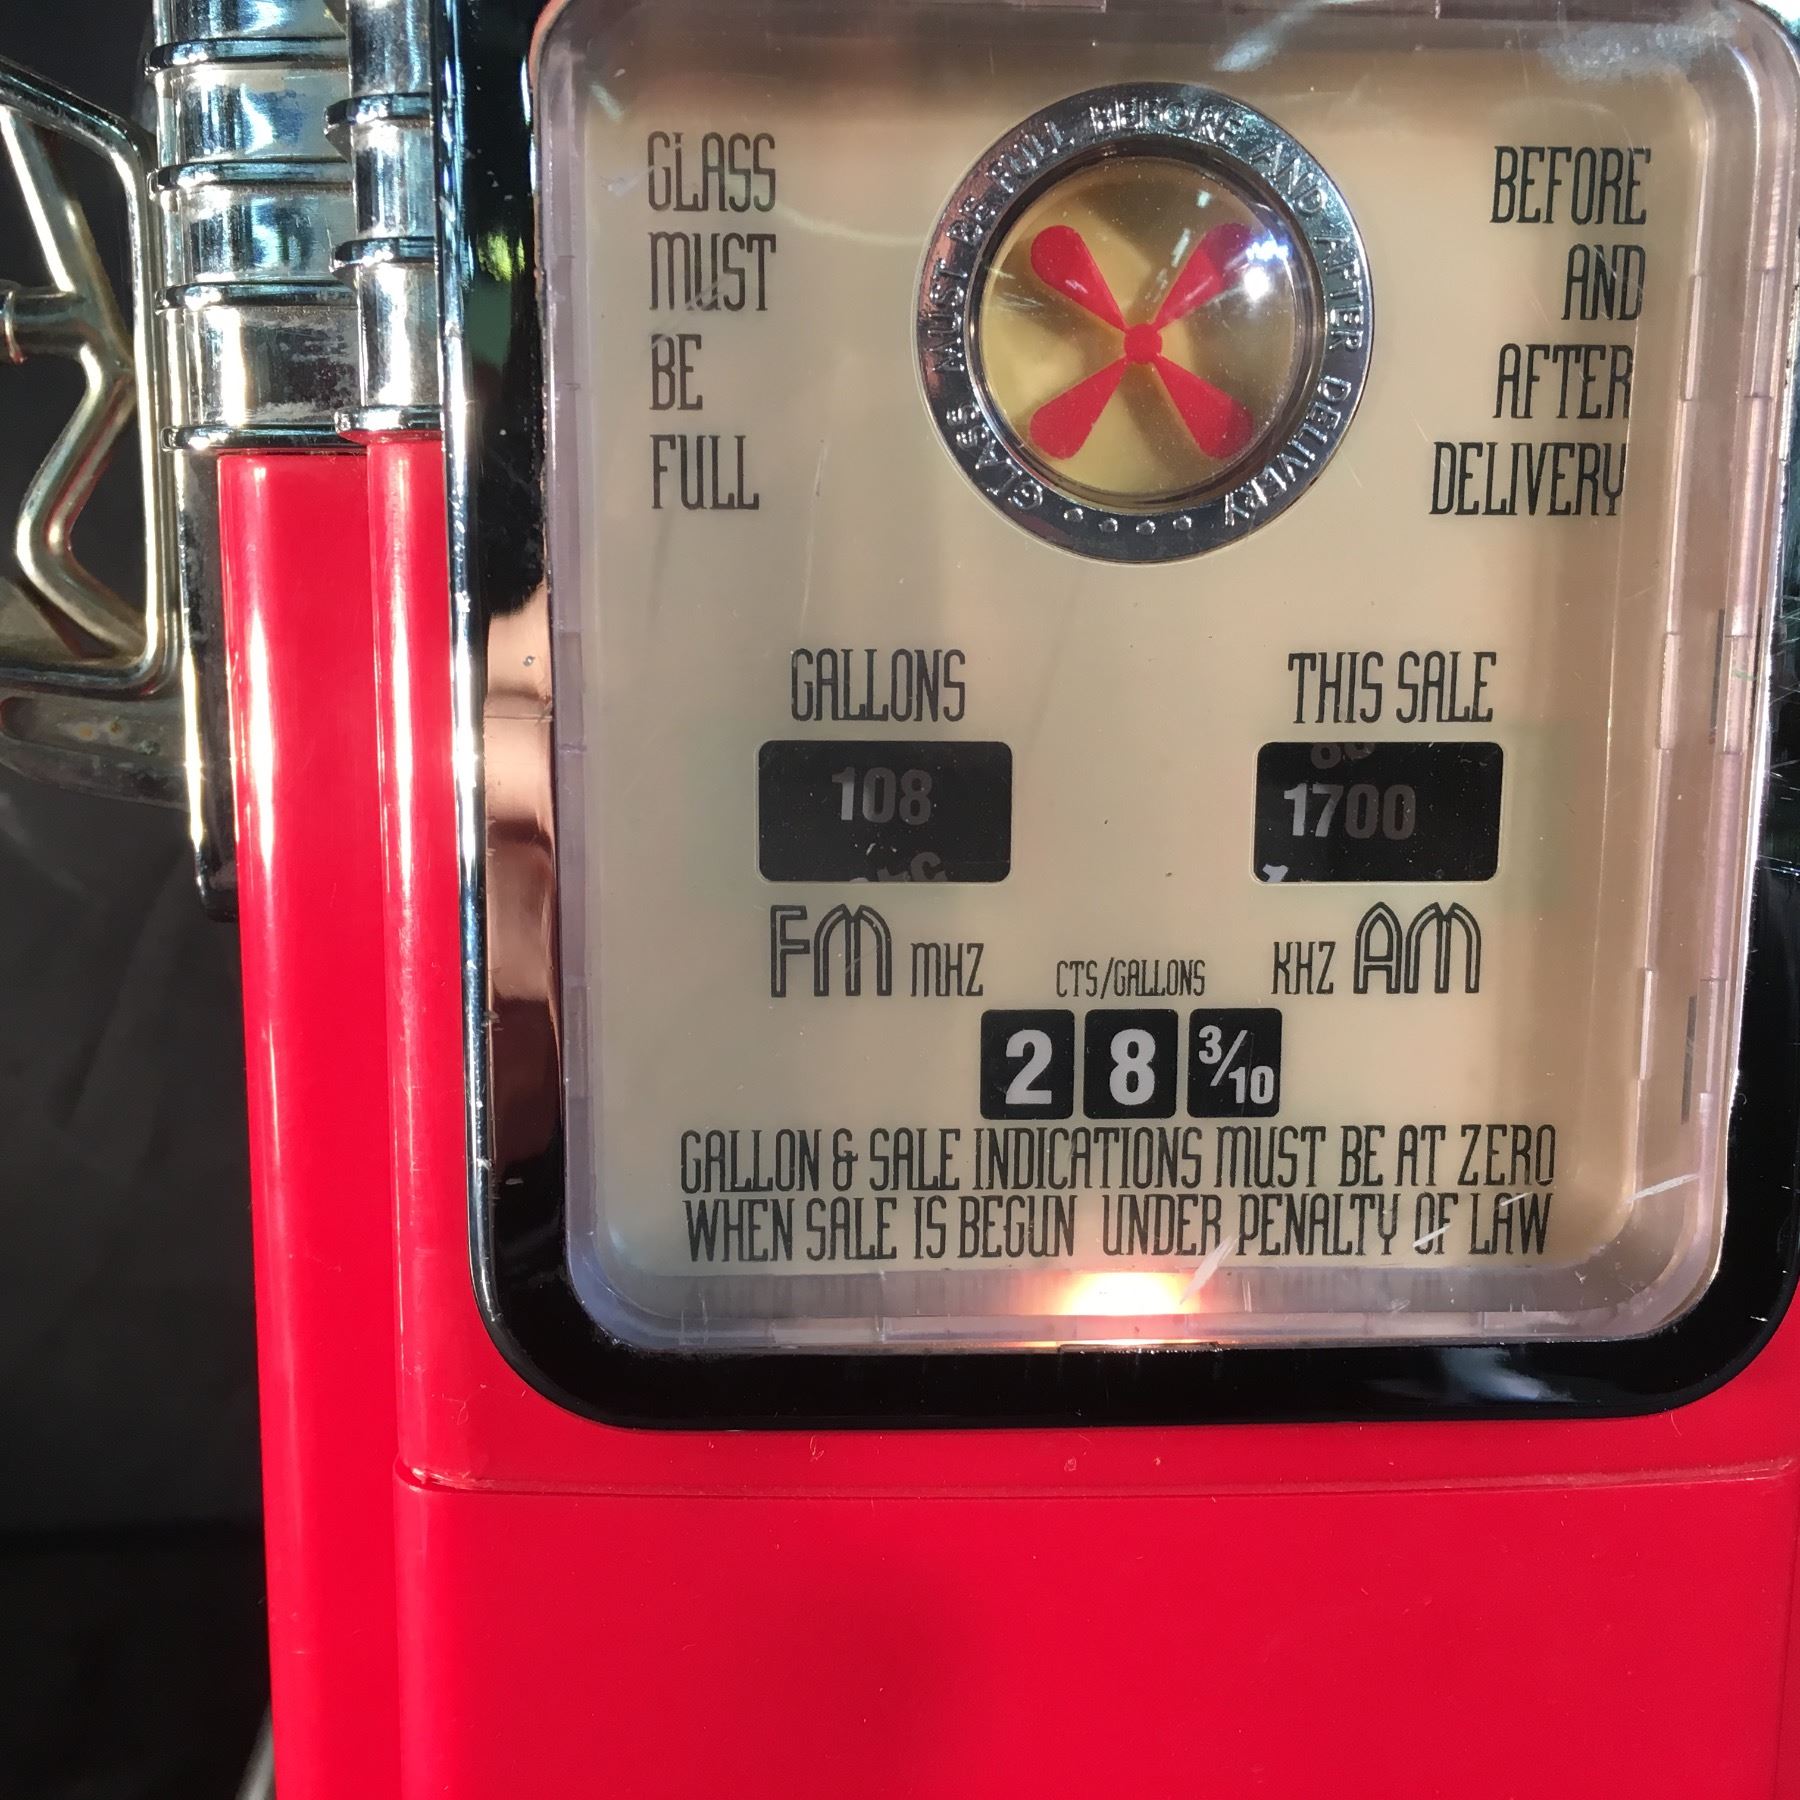 GLASS
MUST
BE
FULL
GLASS MUST BE FULL BEFORE AND AFTER DELIVERY
BEFORE
AND
AFTER
DELIVERY
GALLONS
THIS SALE
108
1700
FM MHZ
CTS/GALLONS
KHZ AM
2 8 3/10
GALLON & SALE INDICATIONS MUST BE AT ZERO
WHEN SALE IS BEGUN UNDER PENALTY OF LAW